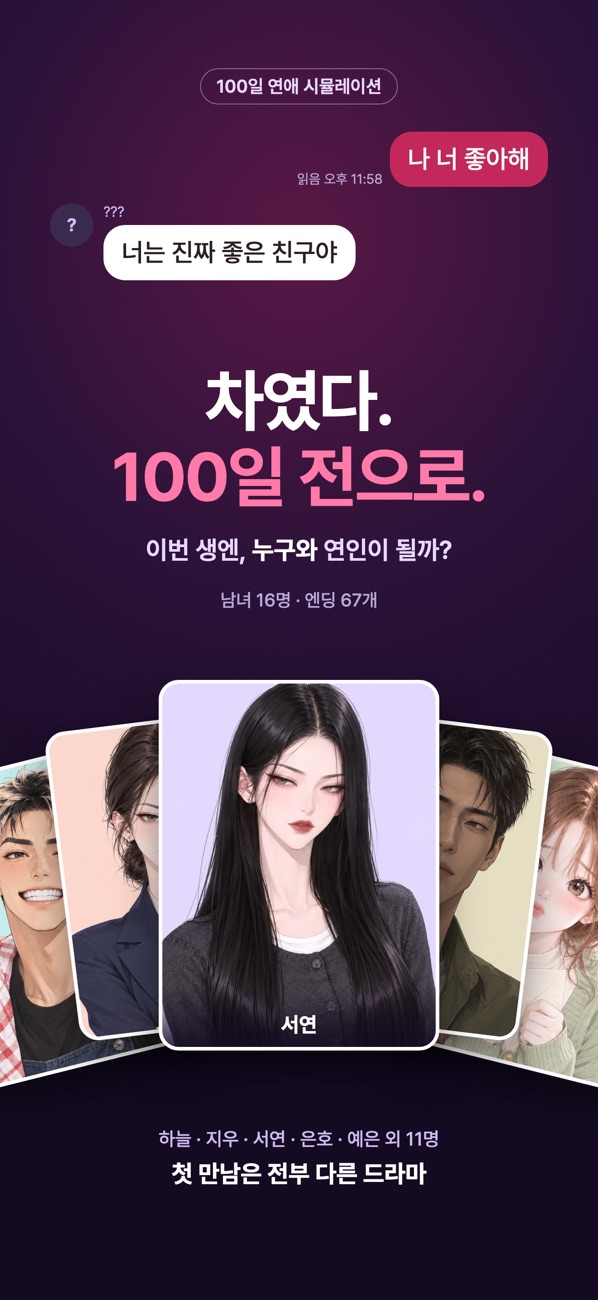 100일 연애 시뮬레이션
나 너 좋아해
읽음 오후 11:58
?
???
너는 진짜 좋은 친구야
차였다.
100일 전으로.
이번 생엔, 누구와 연인이 될까?
남녀 16명 · 엔딩 67개
서연
하늘 · 지우 · 서연 · 은호 · 예은 외 11명
첫 만남은 전부 다른 드라마